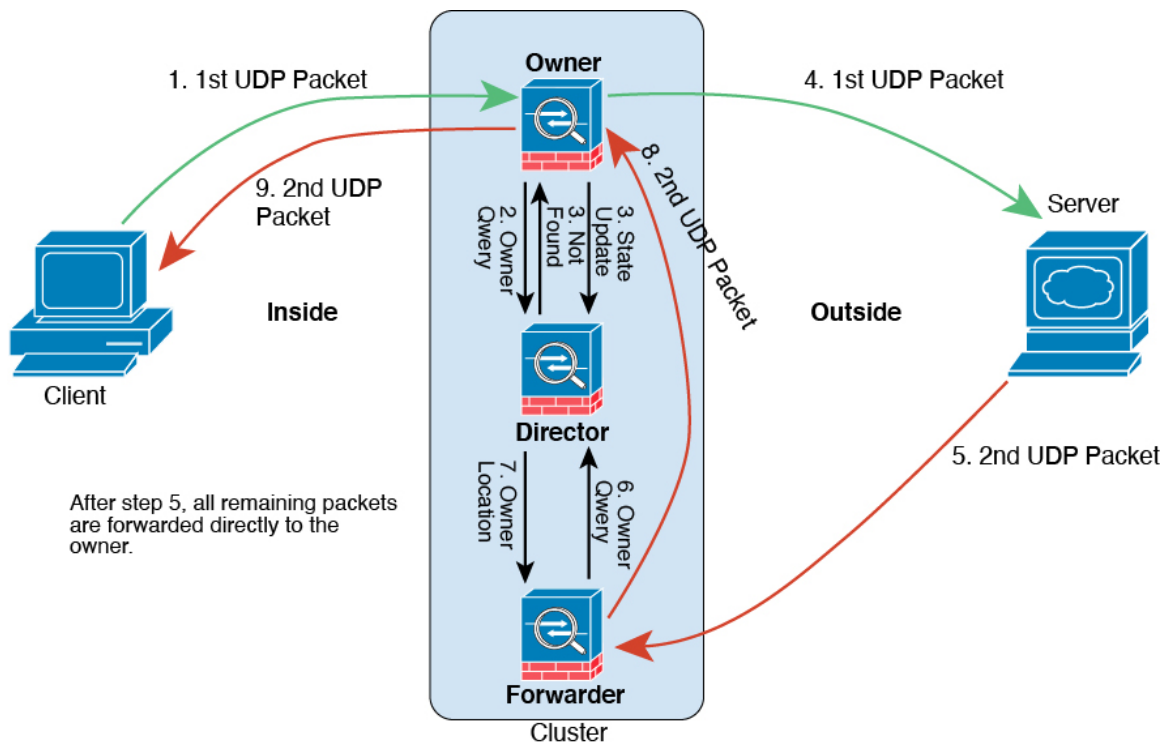 Owner
1. 1st UDP Packet
4. 1st UDP Packet
9. 2nd UDP
Packet
2. Owner
Qwery
3. Not
Found
3. State
Update
8. 2nd UDP Packet
Server
Inside
Outside
Client
Director
5. 2nd UDP Packet
7. Owner
Location
6. Owner
Qwery
After step 5, all remaining packets
are forwarded directly to the
owner.
Forwarder
Cluster